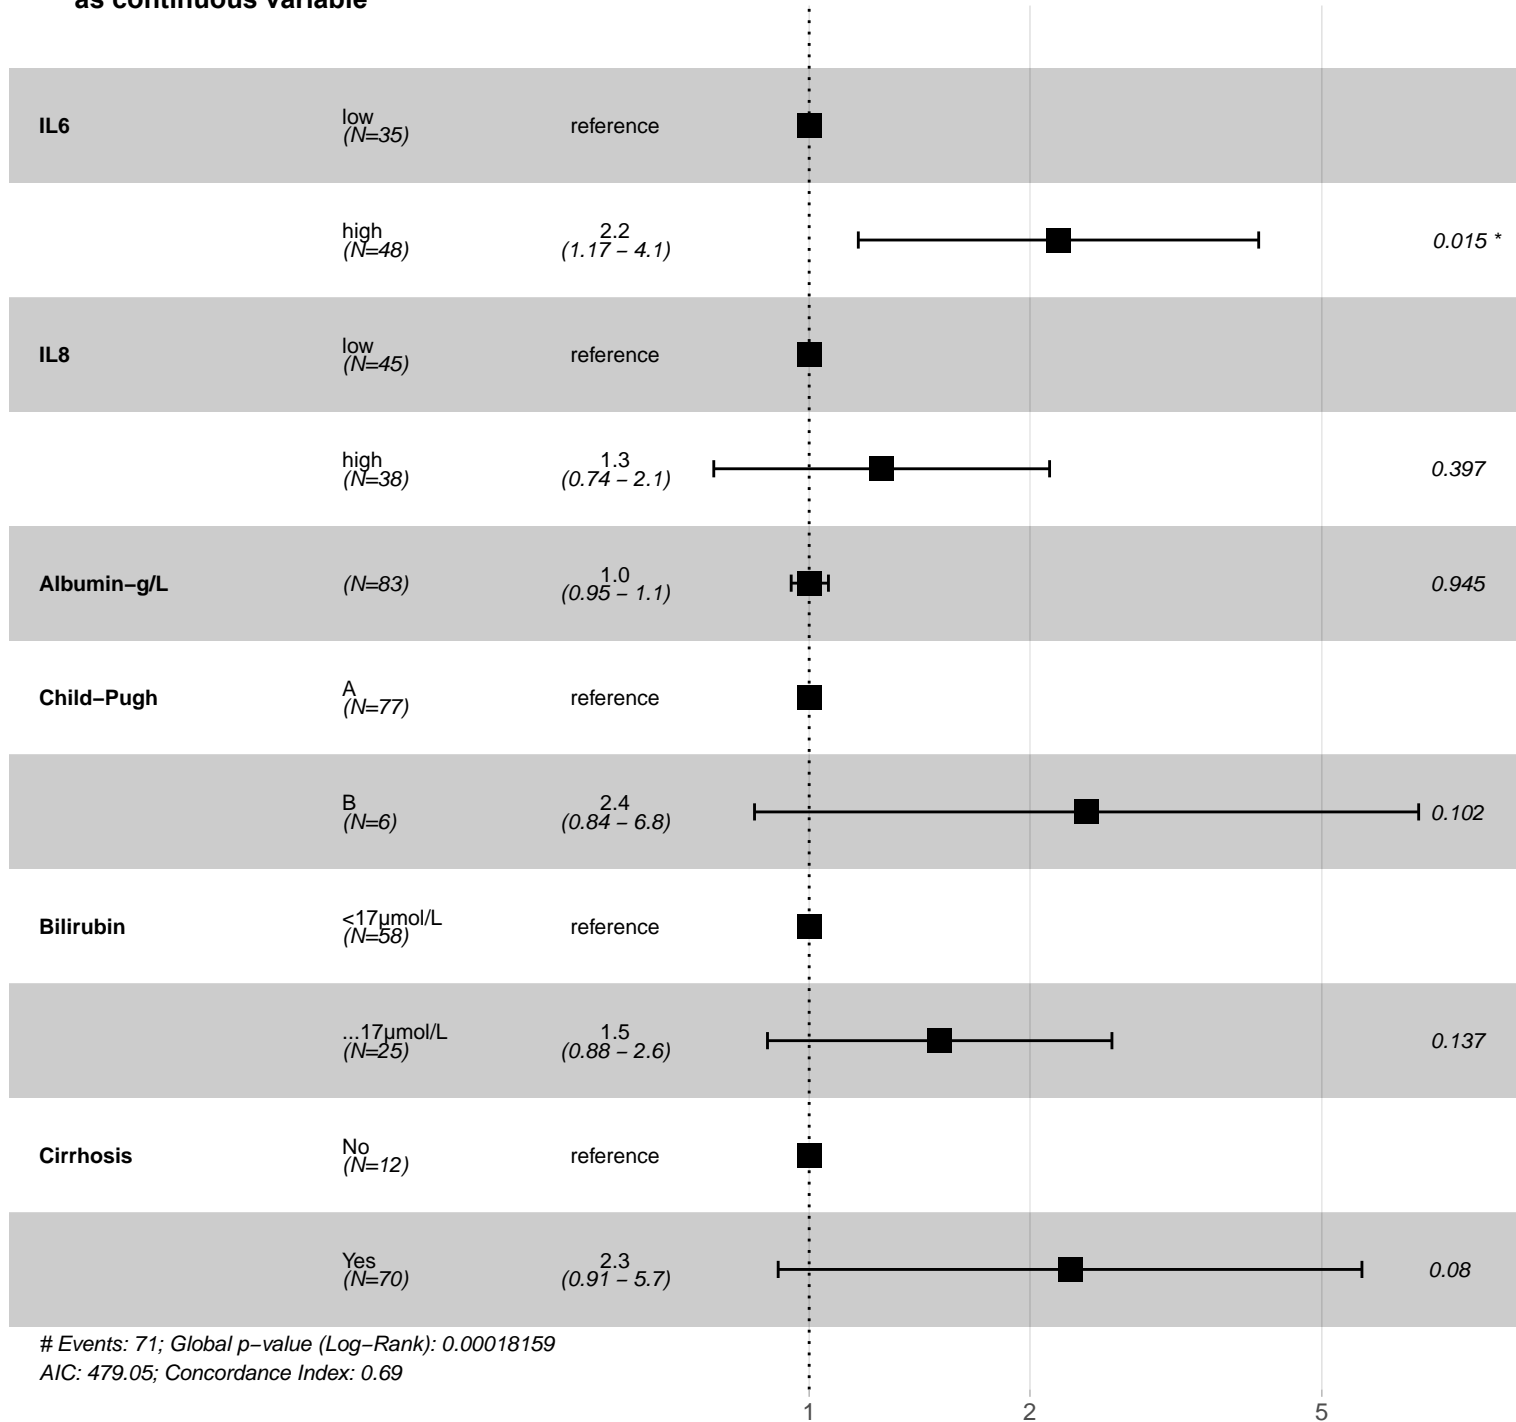 as continuous variable
IL6
low
(N=35)
reference
high
(N=48)
2.2
(1.17 – 4.1)
0.015 *
IL8
low
(N=45)
reference
high
(N=38)
1.3
(0.74 – 2.1)
0.397
Albumin–g/L
(N=83)
1.0
(0.95 – 1.1)
0.945
Child–Pugh
A
(N=77)
reference
B
(N=6)
2.4
(0.84 – 6.8)
0.102
Bilirubin
<17µmol/L
(N=58)
reference
...17µmol/L
(N=25)
1.5
(0.88 – 2.6)
0.137
Cirrhosis
No
(N=12)
reference
Yes
(N=70)
2.3
(0.91 – 5.7)
0.08
# Events: 71; Global p–value (Log–Rank): 0.00018159
AIC: 479.05; Concordance Index: 0.69
1 2 5